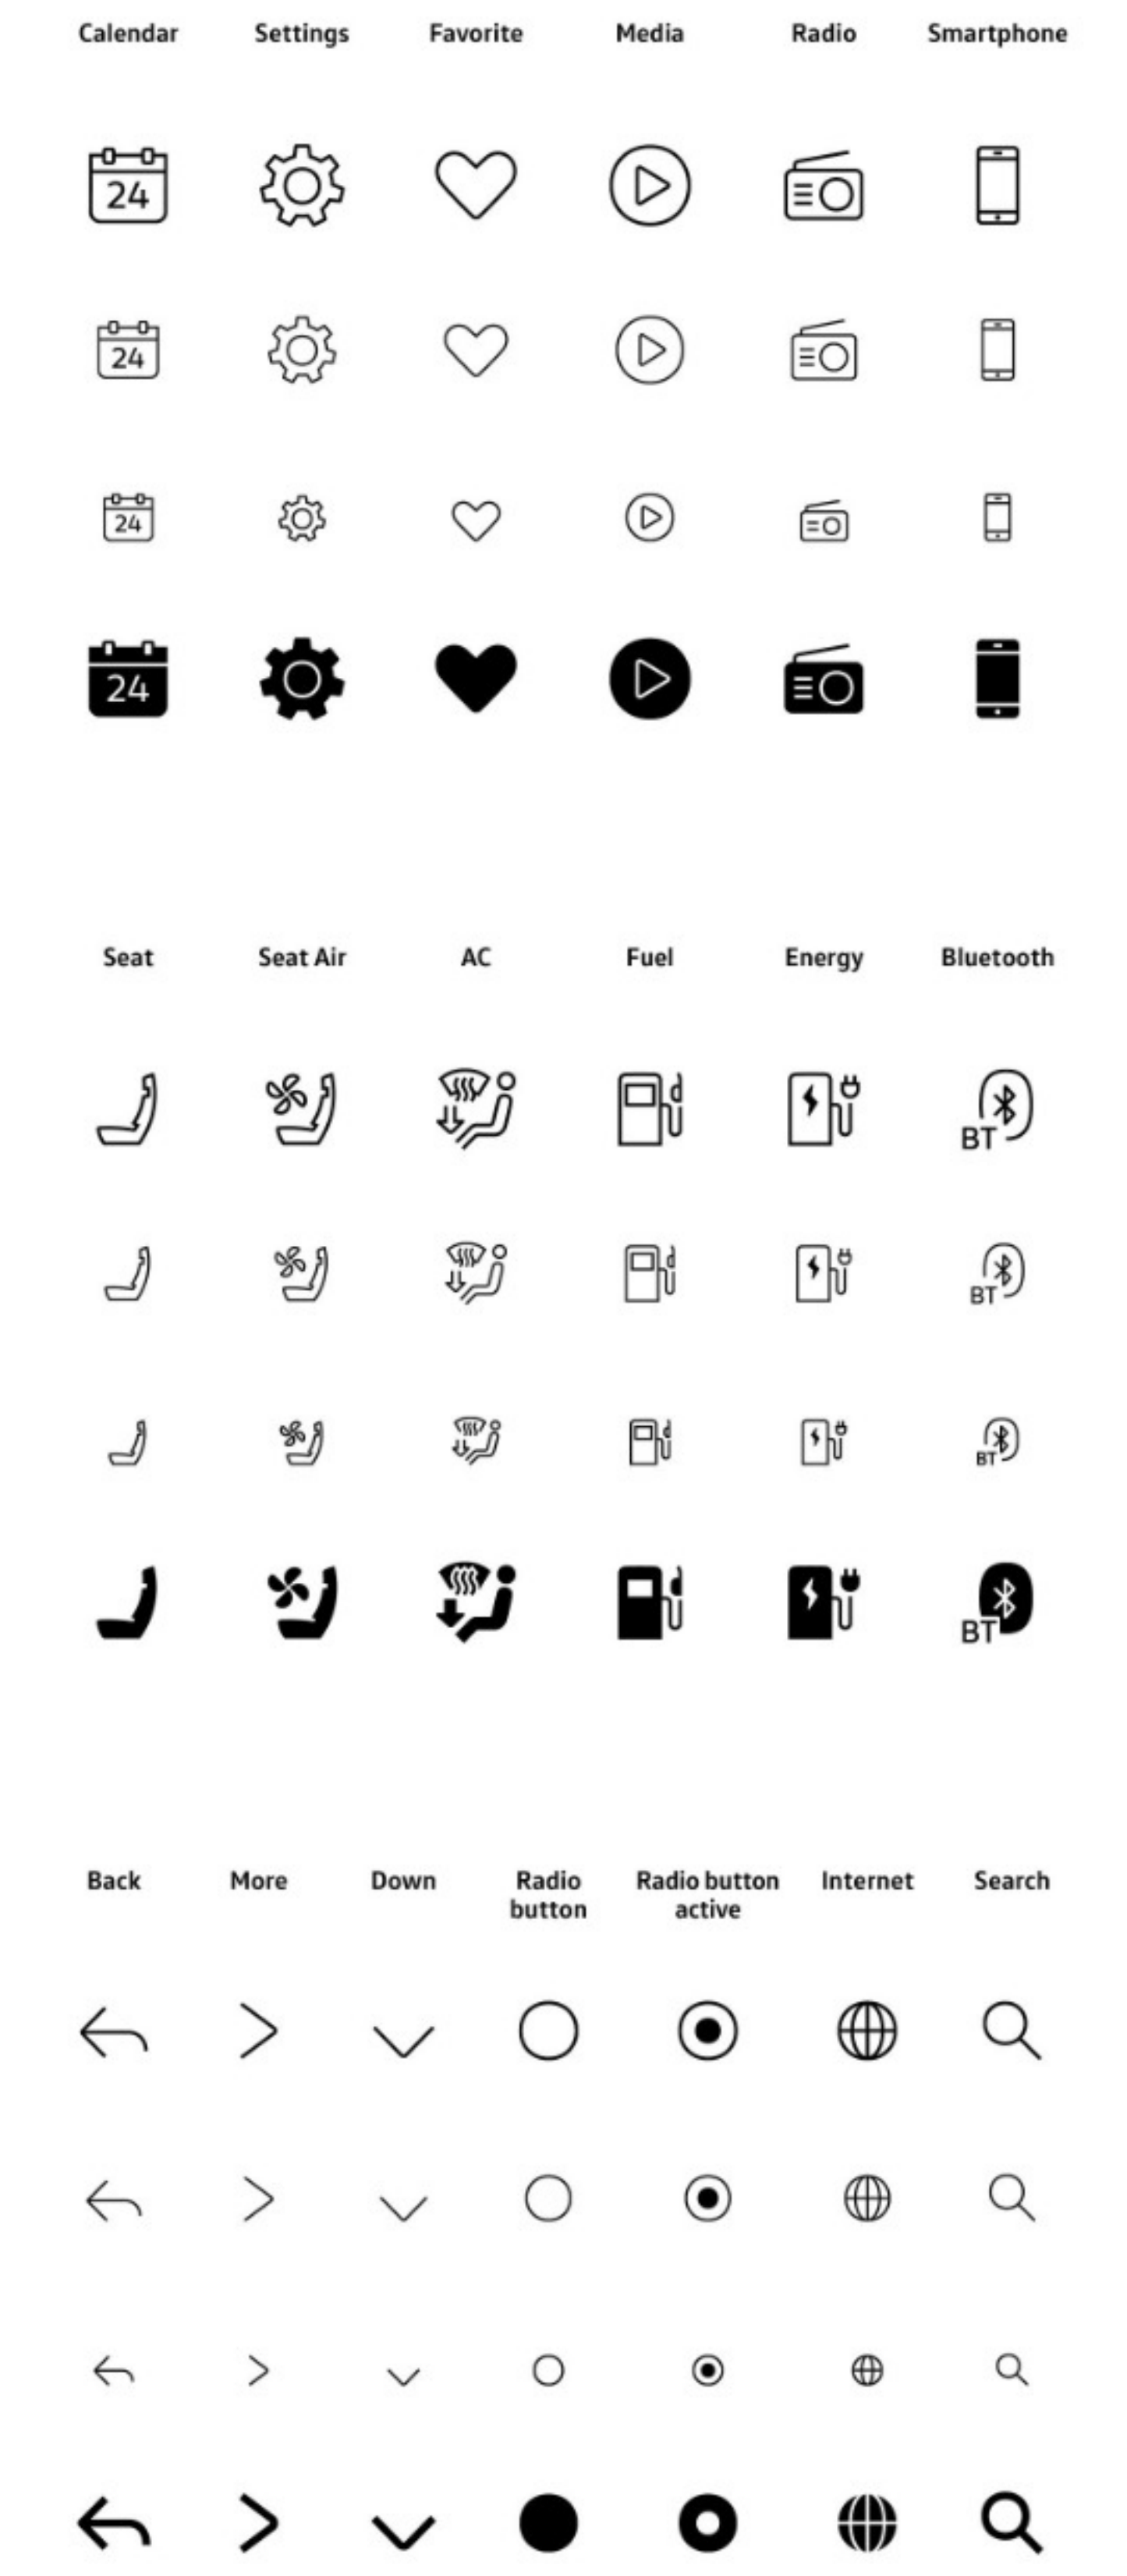 Calendar Settings Favorite Media Radio Smartphone
24
24
24
24
Seat Seat Air AC Fuel Energy Bluetooth
BT
BT
BT
BT
Back More Down Radio button Radio button active Internet Search